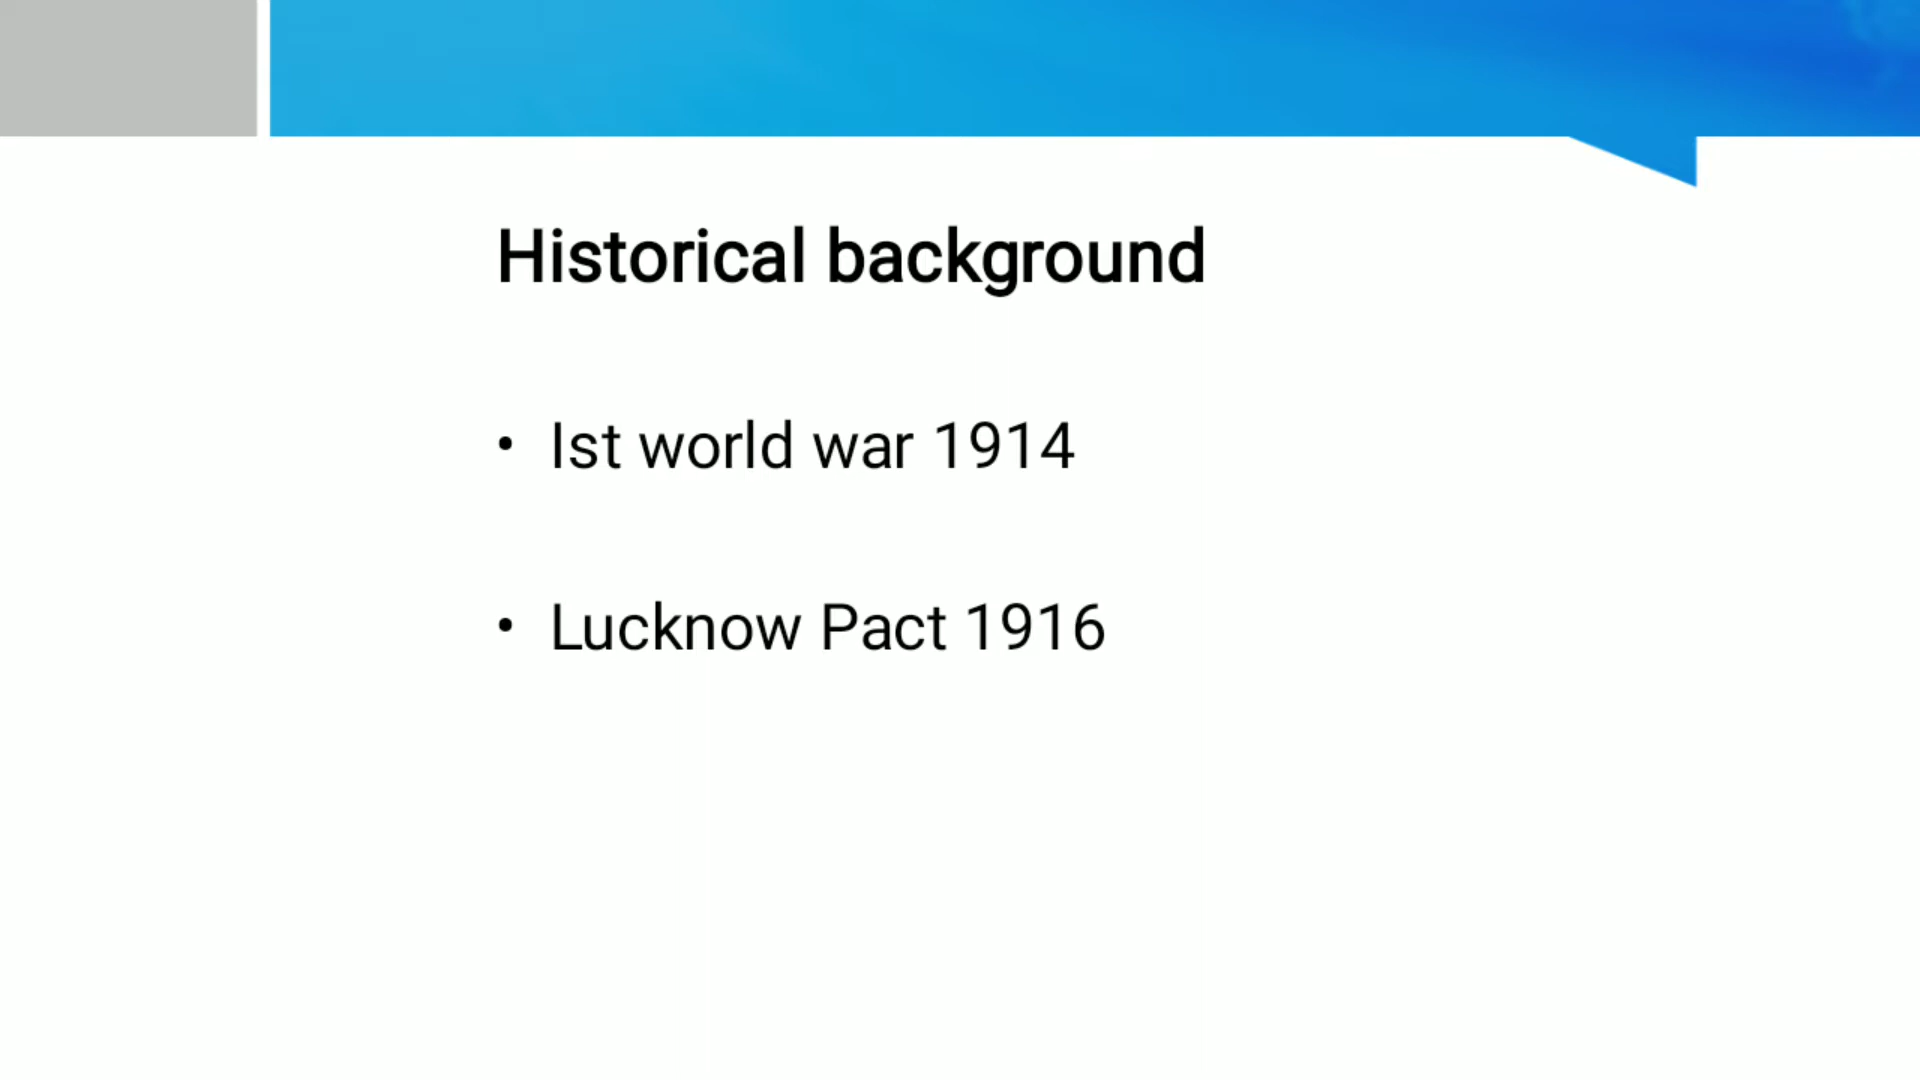 Historical background
• Ist world war 1914
• Lucknow Pact 1916